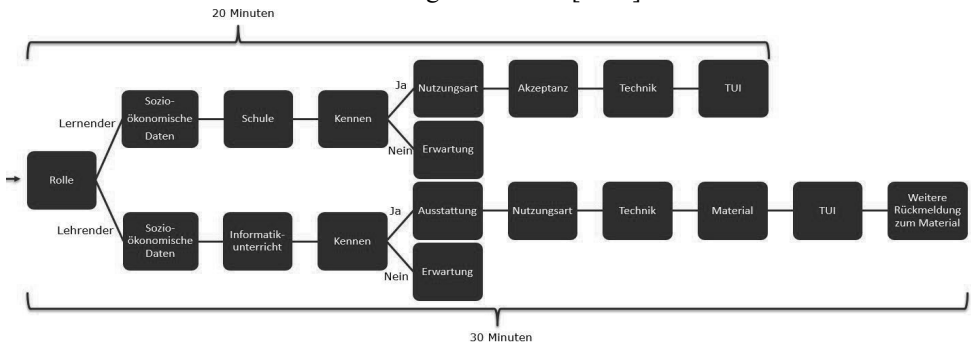 20 Minuten
Lernender
Sozio-
ökonomische
Daten
Schule
Kennen
Ja
Nutzungsart
Akzeptanz
Technik
TUI
Nein
Erwartung
Rolle
Lehrender
Sozio-
ökonomische
Daten
Informatik-
unterricht
Kennen
Ja
Ausstattung
Nutzungsart
Technik
Material
TUI
Weitere
Rückmeldung
zum Material
Nein
Erwartung
30 Minuten